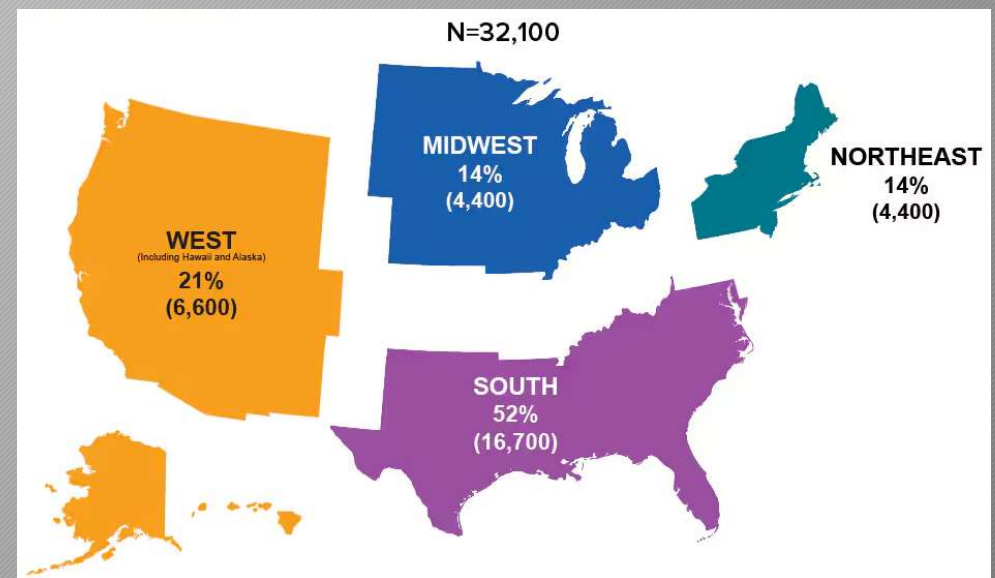 N=32,100
MIDWEST
14%
(4,400)
NORTHEAST
14%
(4,400)
WEST
(Including Hawaii and Alaska)
21%
(6,600)
SOUTH
52%
(16,700)